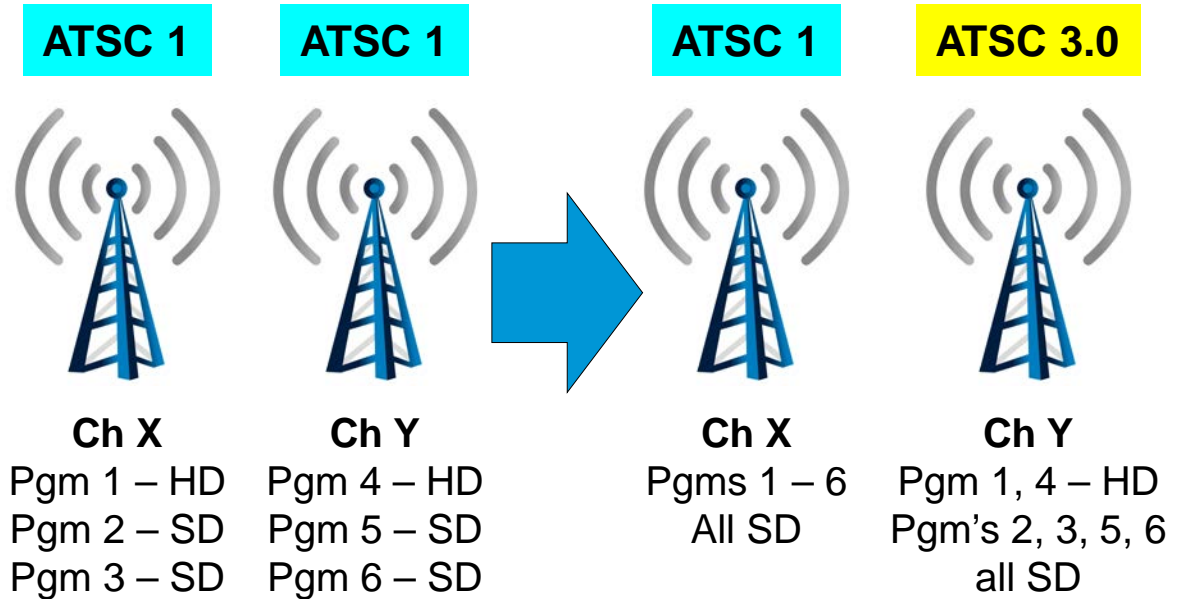 ATSC 1
ATSC 1
ATSC 1
ATSC 3.0
Ch X
Pgm 1 – HD
Pgm 2 – SD
Pgm 3 – SD
Ch Y
Pgm 4 – HD
Pgm 5 – SD
Pgm 6 – SD
Ch X
Pgms 1 – 6
All SD
Ch Y
Pgm 1, 4 – HD
Pgm’s 2, 3, 5, 6
all SD